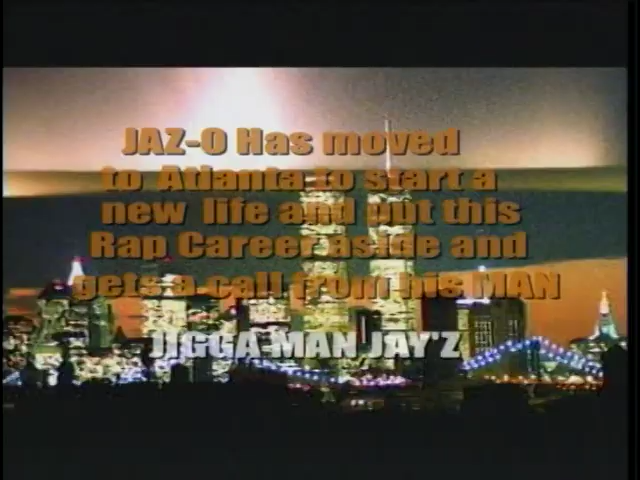 JAZ-O Has moved
to Atlanta to start a
new life and put this
Rap Career aside and
gets a call from his MAN
JIGGA MAN JAY'Z